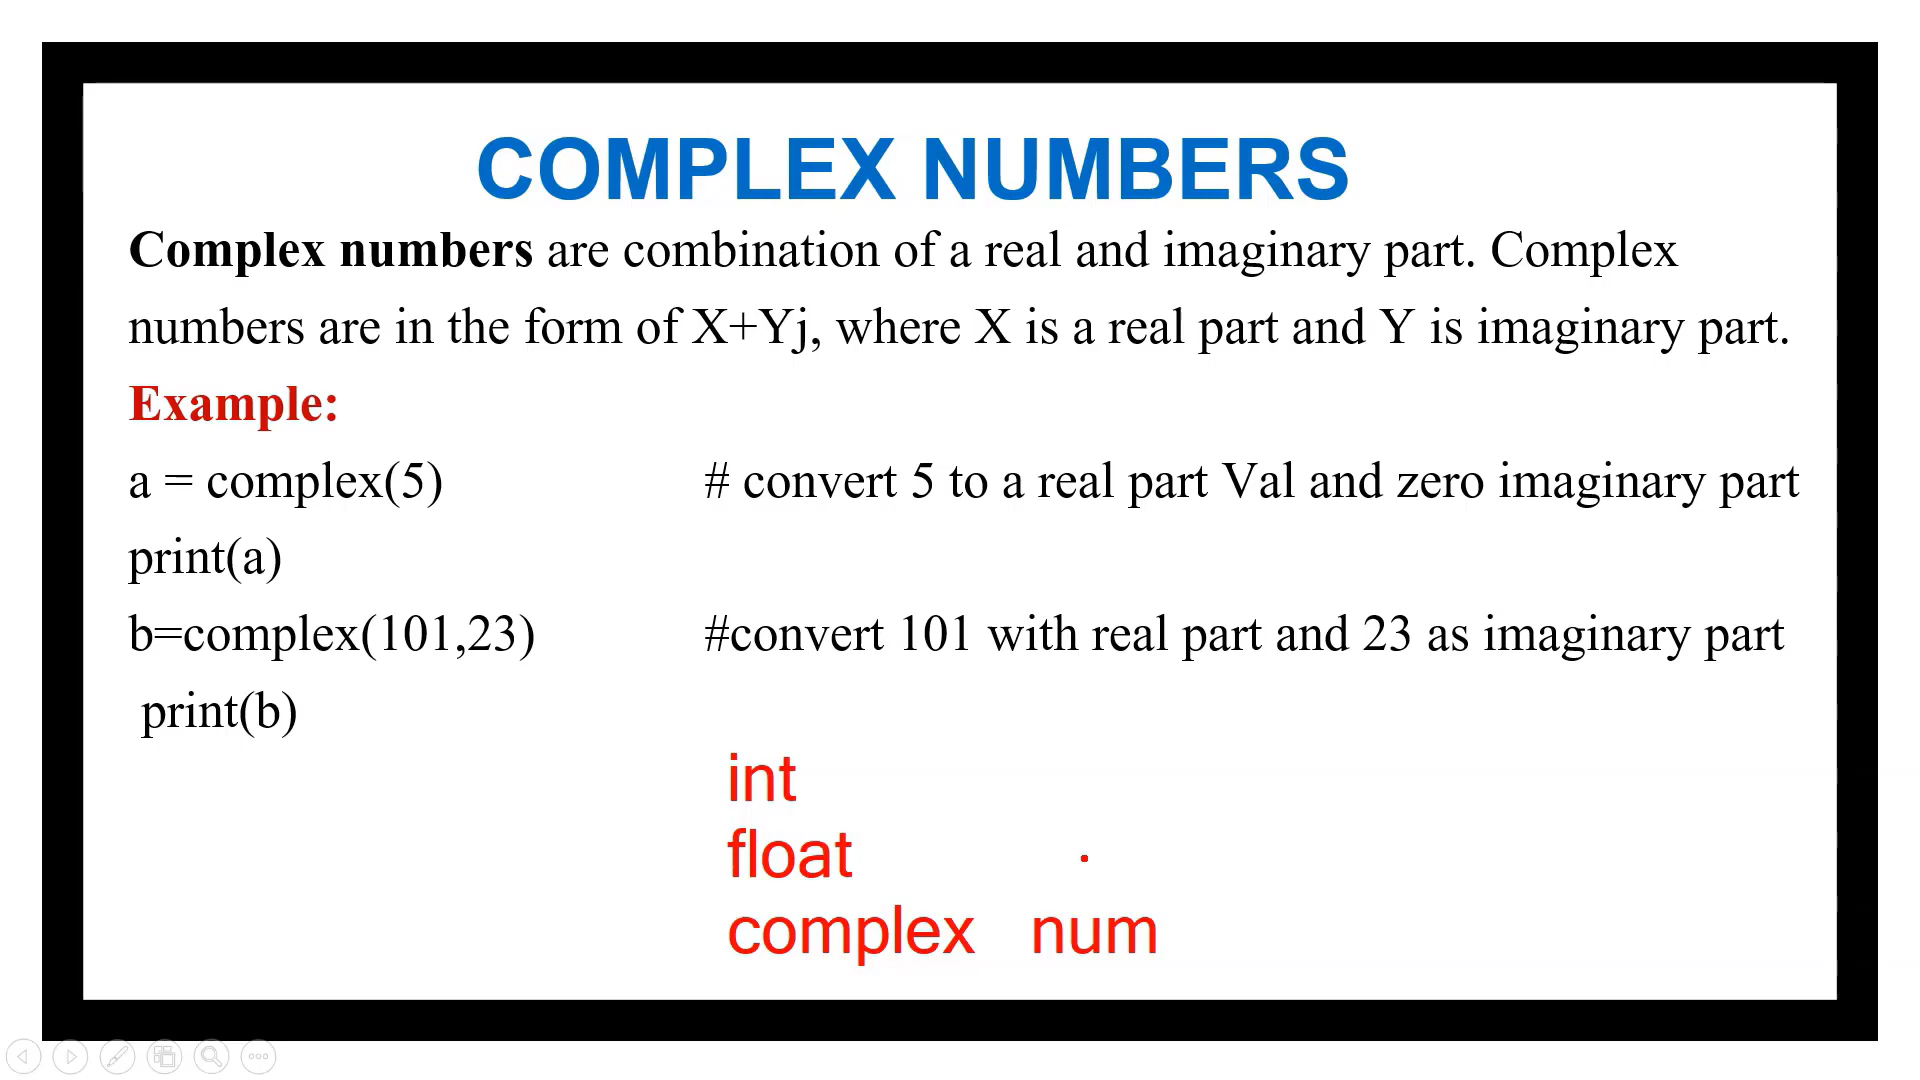 COMPLEX NUMBERS
Complex numbers are combination of a real and imaginary part. Complex
numbers are in the form of X+Yj, where X is a real part and Y is imaginary part.
Example:
a = complex(5) # convert 5 to a real part Val and zero imaginary part
print(a)
b=complex(101,23) #convert 101 with real part and 23 as imaginary part
print(b)
int
float
complex num